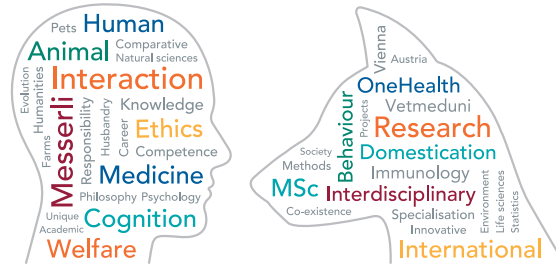 Pets
Human
Animal
Comparative
Natural sciences
Evolution
Humanities
Interaction
Messerli
Responsibility
Husbandry
Career
Knowledge
Ethics
Competence
Farms
Medicine
Philosophy
Psychology
Unique
Academic
Cognition
Welfare
Vienna
Austria
OneHealth
Behaviour
Projects
Vetmeduni
Research
Domestication
Society
Methods
Immunology
MSc
Interdisciplinary
Environment
Life sciences
Statistics
Co-existence
Specialisation
Innovative
International